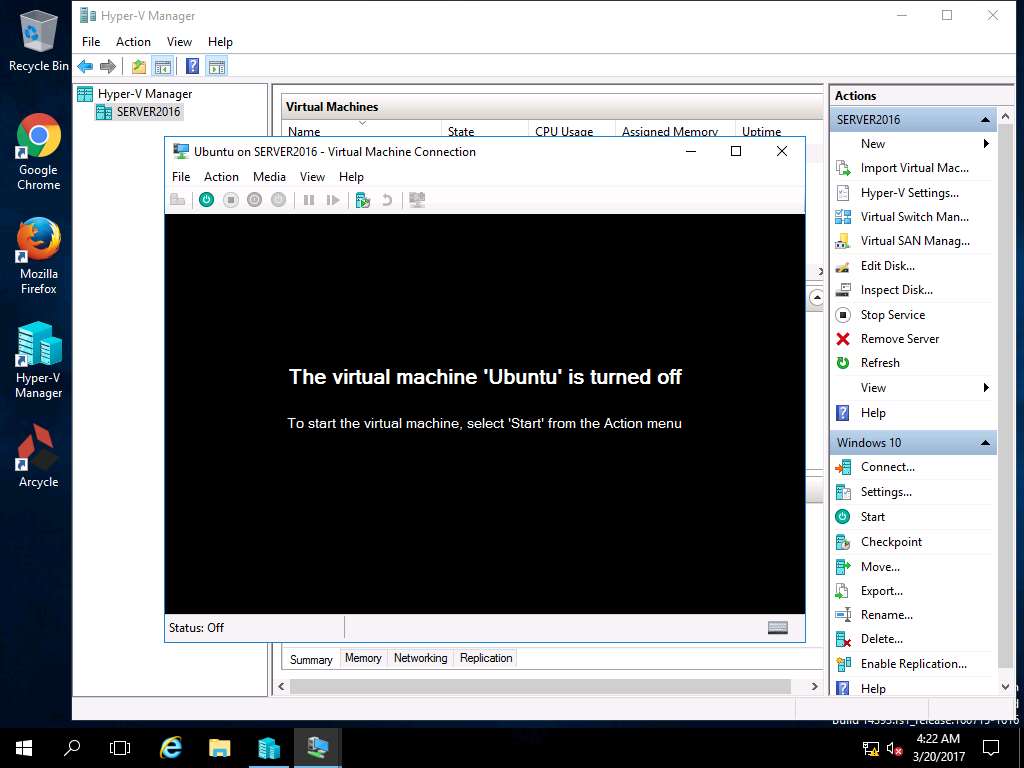 Recycle Bin
Google
Chrome
Mozilla
Firefox
Hyper-V
Manager
Arcycle
Hyper-V Manager
File Action View Help
Hyper-V Manager
SERVER2016
Virtual Machines
Name State CPU Usage Assigned Memory Uptime
Ubuntu on SERVER2016 - Virtual Machine Connection
File Action Media View Help
The virtual machine 'Ubuntu' is turned off
To start the virtual machine, select 'Start' from the Action menu
Status: Off
Summary Memory Networking Replication
Actions
SERVER2016
New
Import Virtual Mac...
Hyper-V Settings...
Virtual Switch Man...
Virtual SAN Manag...
Edit Disk...
Inspect Disk...
Stop Service
Remove Server
Refresh
View
Help
Windows 10
Connect...
Settings...
Start
Checkpoint
Move...
Export...
Rename...
Delete...
Enable Replication...
Help
4:22 AM
3/20/2017